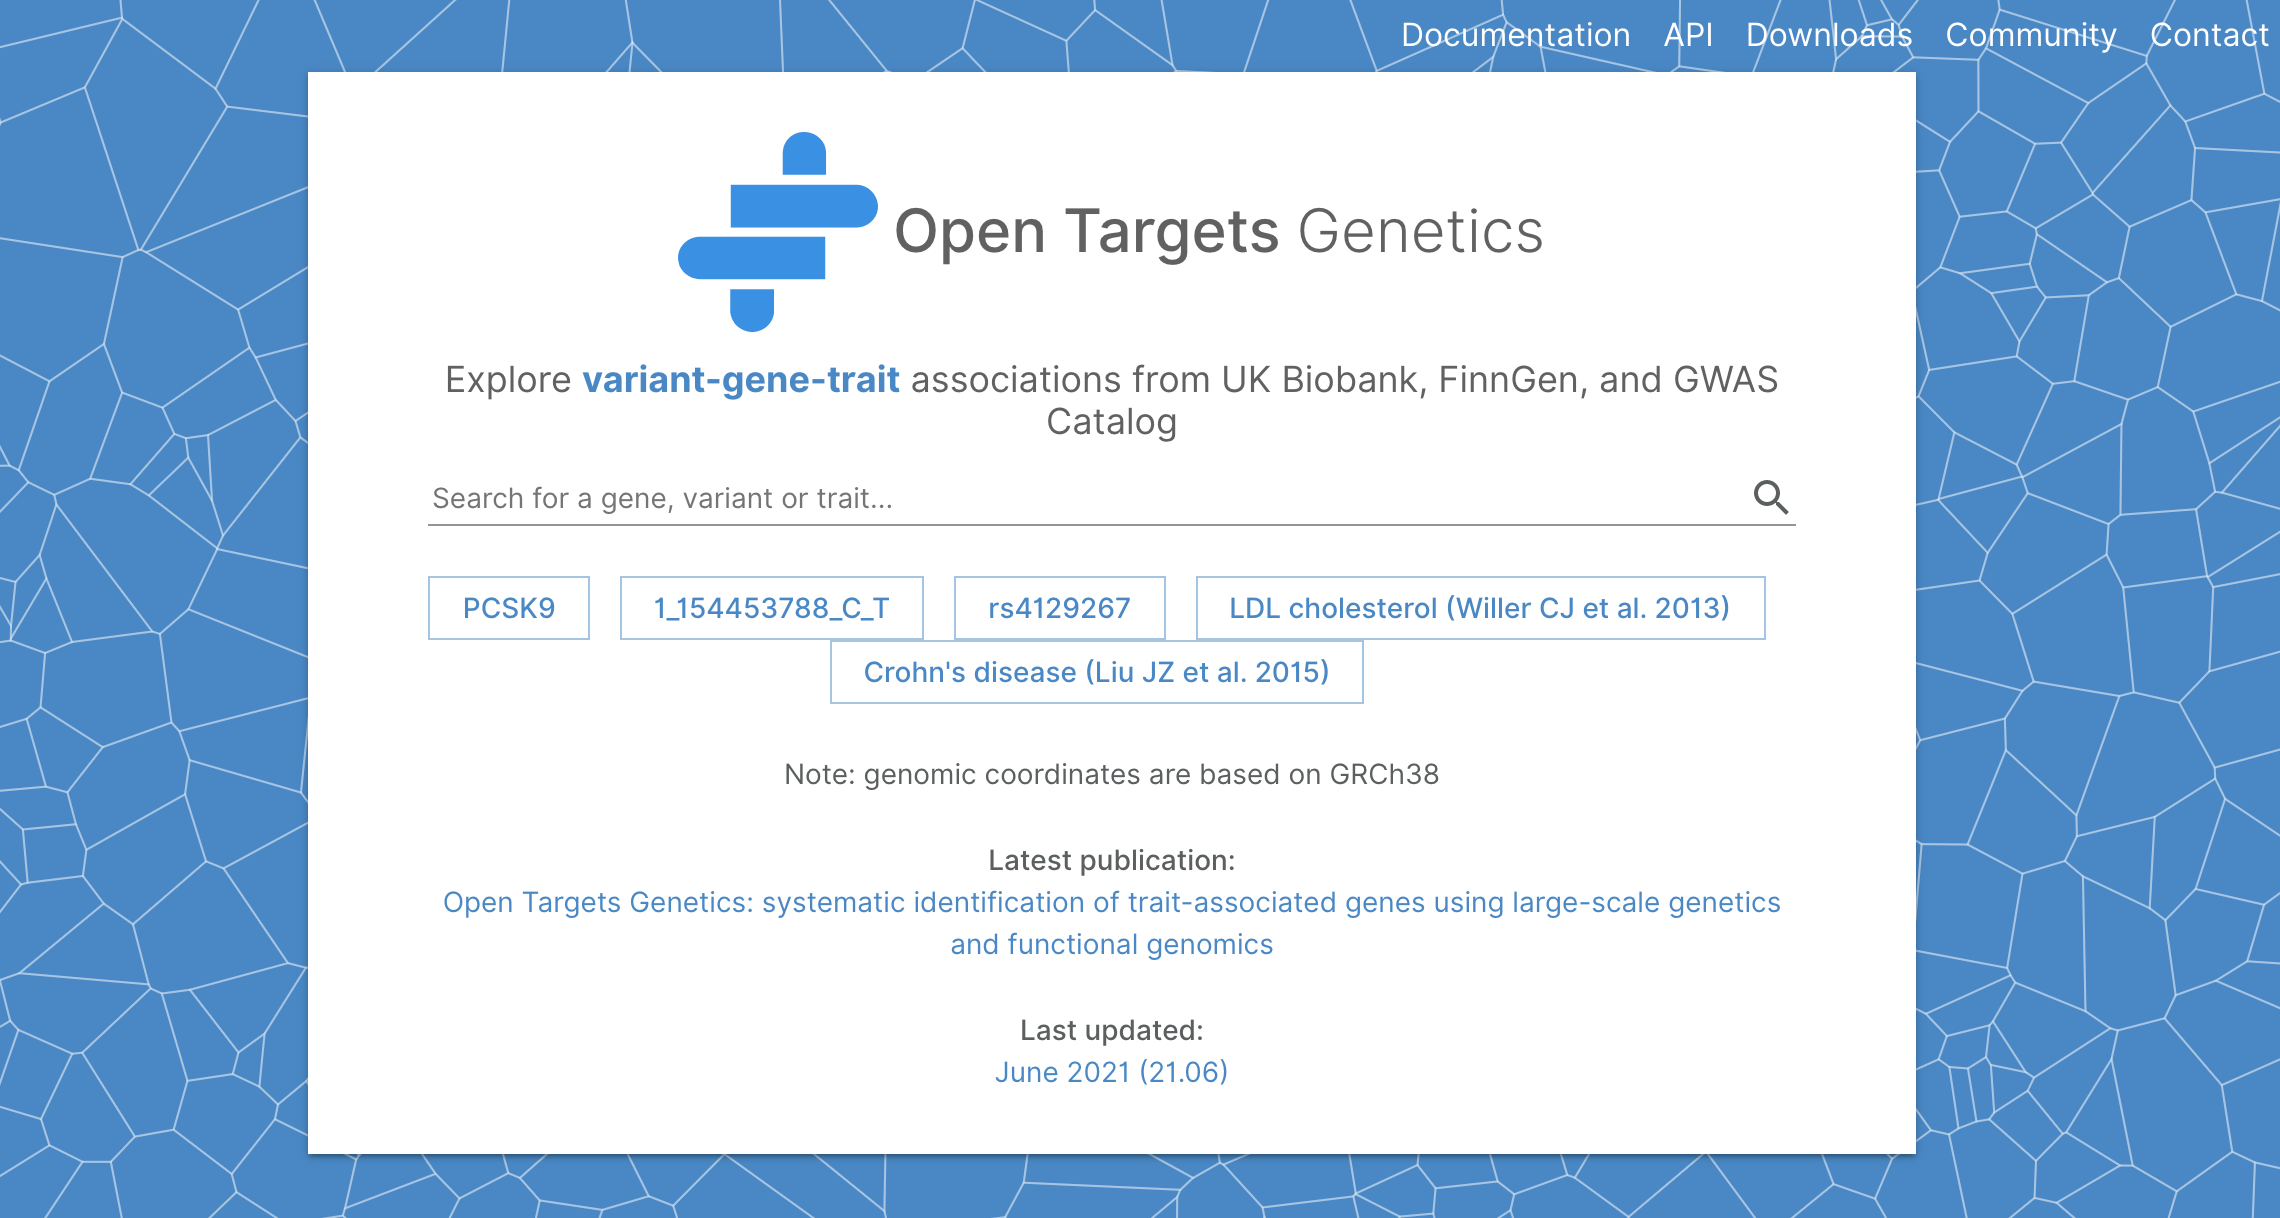 Documentation API Downloads Community Contact
Open Targets Genetics
Explore variant-gene-trait associations from UK Biobank, FinnGen, and GWAS
Catalog
Search for a gene, variant or trait...
PCSK9 1_154453788_C_T rs4129267 LDL cholesterol (Willer CJ et al. 2013)
Crohn's disease (Liu JZ et al. 2015)
Note: genomic coordinates are based on GRCh38
Latest publication:
Open Targets Genetics: systematic identification of trait-associated genes using large-scale genetics
and functional genomics
Last updated:
June 2021 (21.06)